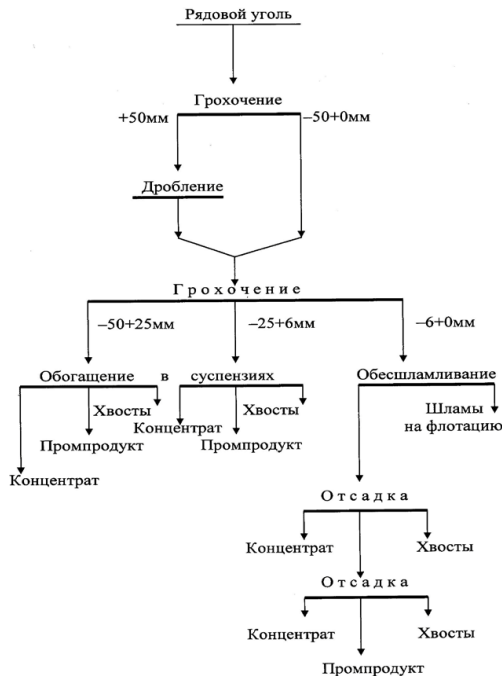 Рядовой уголь
Грохочение
+50мм
–50+0мм
Дробление
Грохочение
–50+25мм
–25+6мм
–6+0мм
Обогащение в суспензиях
Обесшламливание
Хвосты
Концентрат
Хвосты
Шламы
на флотацию
Промпродукт
Промпродукт
Концентрат
Отсадка
Концентрат
Хвосты
Отсадка
Концентрат
Хвосты
Промпродукт